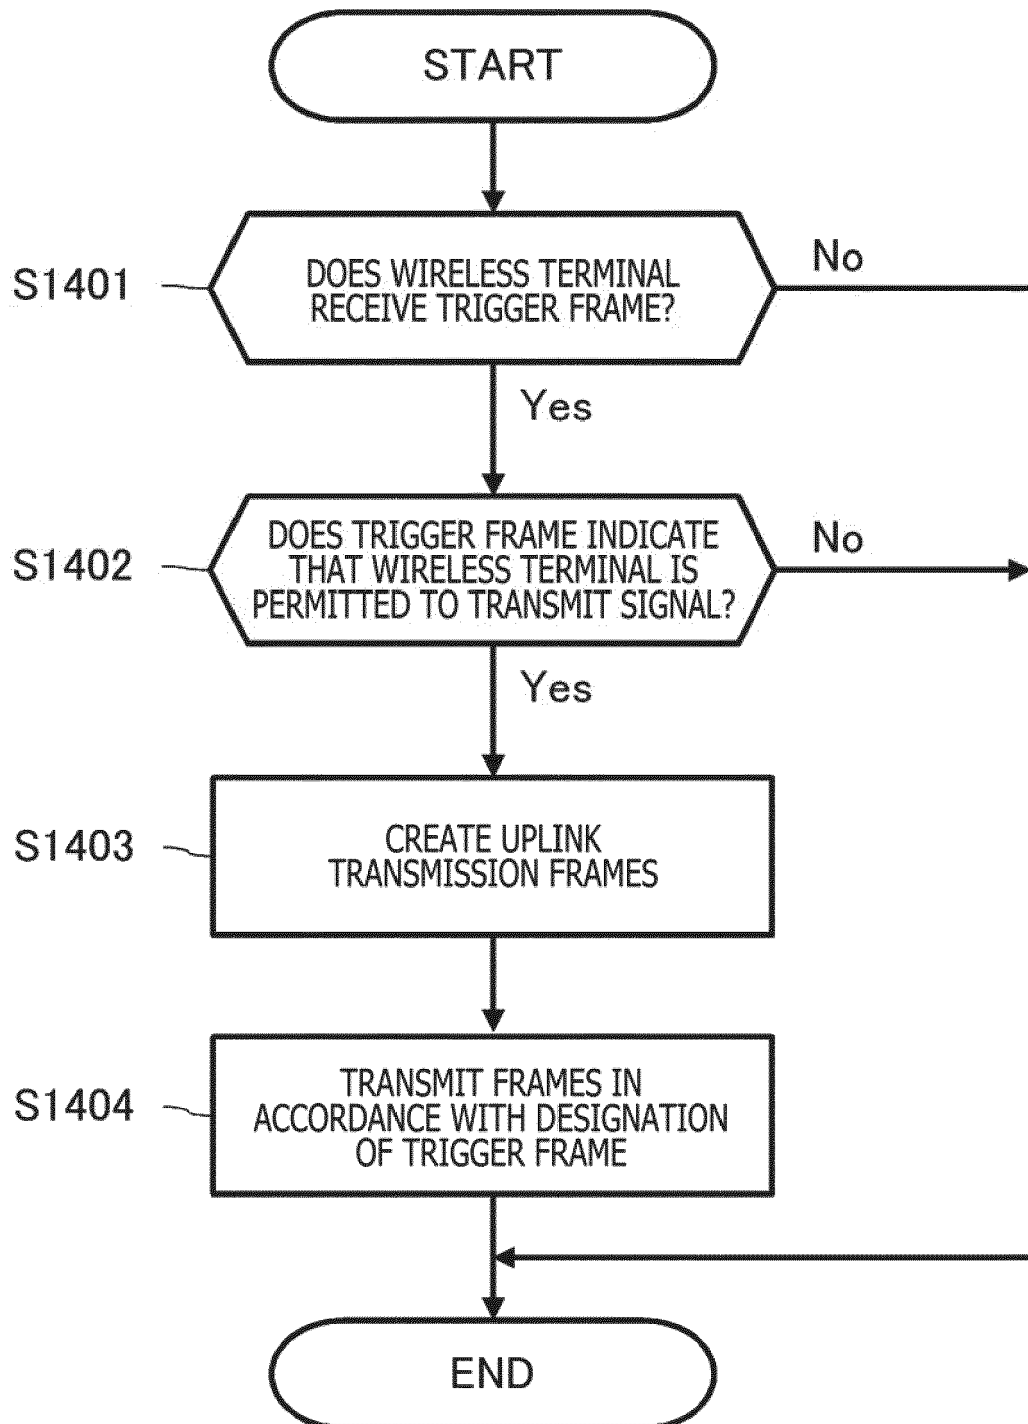 START
S1401
DOES WIRELESS TERMINAL
RECEIVE TRIGGER FRAME?
No
Yes
S1402
DOES TRIGGER FRAME INDICATE
THAT WIRELESS TERMINAL IS
PERMITTED TO TRANSMIT SIGNAL?
No
Yes
S1403
CREATE UPLINK
TRANSMISSION FRAMES
S1404
TRANSMIT FRAMES IN
ACCORDANCE WITH DESIGNATION
OF TRIGGER FRAME
END